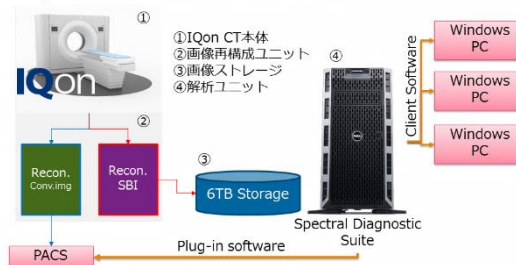 ①
①IQon CT本体
②画像再構成ユニット
③画像ストレージ
④解析ユニット
④
Windows
PC
IQon
Client Software
Windows
PC
②
Windows
PC
Recon.
Conv.img
Recon.
SBI
③
6TB Storage
DELL
Spectral Diagnostic
Suite
Plug-in software
PACS